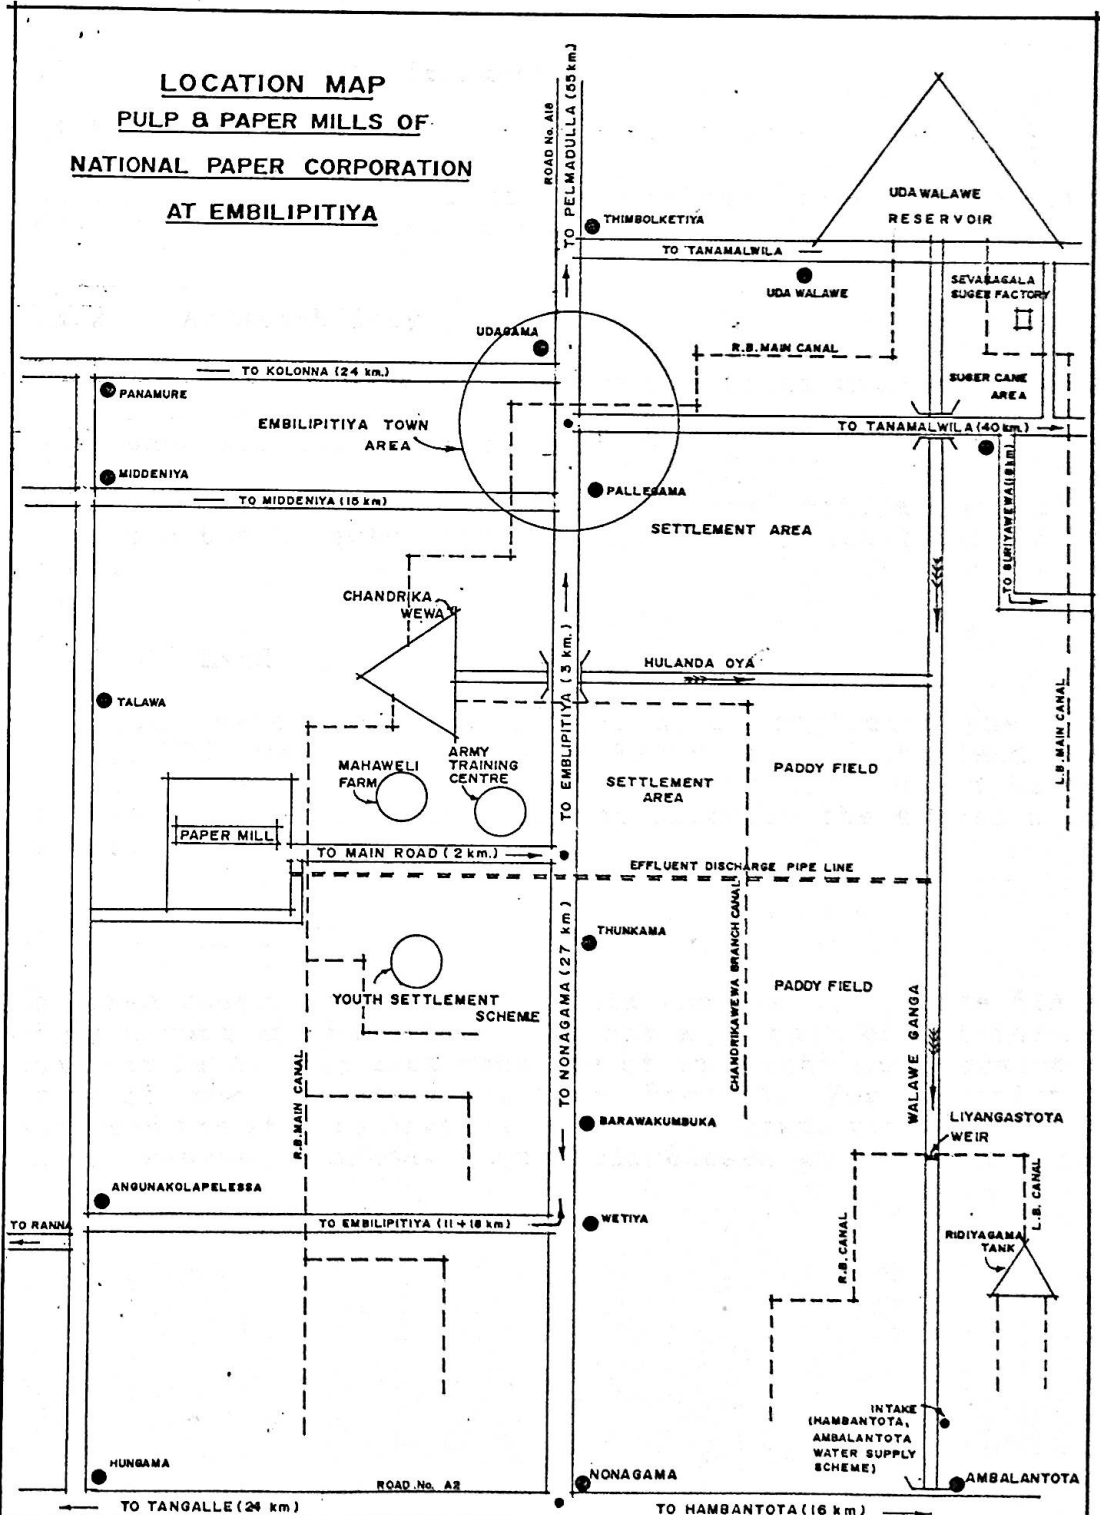 LOCATION MAP
PULP & PAPER MILLS OF
NATIONAL PAPER CORPORATION
AT EMBILIPITIYA
ROAD No. A18
TO PELMADULLA (55 km.)
THIMBOLKETIYA
UDA WALAWE
RESERVOIR
TO TANAMALWILA
UDA WALAWE
SEVANAGALA
SUGER FACTORY
UDAGAMA
R.B. MAIN CANAL
TO KOLONNA (24 km.)
PANAMURE
SUGER CANE
AREA
EMBILIPITIYA TOWN
AREA
TO TANAMALWILA (40 km.)
MIDDENIYA
PALLEGAMA
TO MIDDENIYA (15 km)
SETTLEMENT AREA
TO SURIYAWEWA (18 km)
CHANDRIKA
WEWA
TO EMBLIPITIYA (3 km.)
HULANDA OYA
TALAWA
L.B. MAIN CANAL
MAHAWELI
FARM
ARMY
TRAINING
CENTRE
SETTLEMENT
AREA
PADDY FIELD
PAPER MILL
TO MAIN ROAD (2 km.)
EFFLUENT DISCHARGE PIPE LINE
THUNKAMA
TO NONAGAMA (27 km)
CHANDRIKAWEWA BRANCH CANAL
PADDY FIELD
WALAWE GANGA
YOUTH SETTLEMENT
SCHEME
R.B. MAIN CANAL
BARAWAKUMBUKA
LIYANGASTOTA
WEIR
ANGUNAKOLAPELESSA
TO RANNA
TO EMBILIPITIYA (11+18 km)
WETIYA
R.B. CANAL
L.B. CANAL
RIDIYAGAMA
TANK
INTAKE
(HAMBANTOTA,
AMBALANTOTA
WATER SUPPLY
SCHEME)
HUNGAMA
ROAD No. A2
NONAGAMA
AMBALANTOTA
TO TANGALLE (24 km)
TO HAMBANTOTA (16 km)